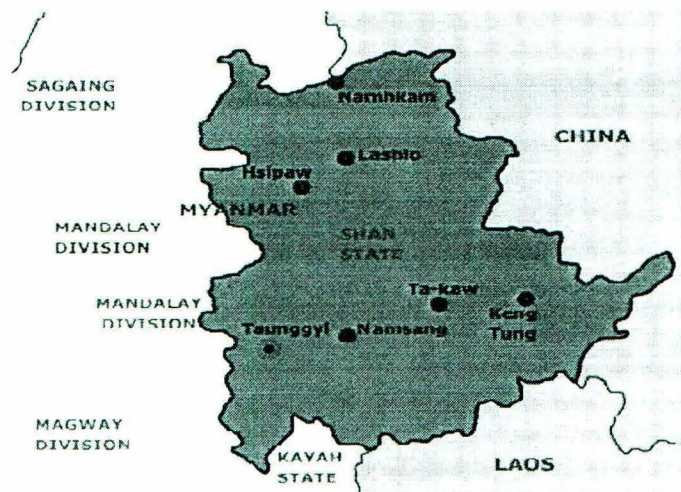 SAGAING
DIVISION
Namhkam
CHINA
Lashio
Hsipaw
MYANMAR
MANDALAY
DIVISION
SHAN
STATE
MANDALAY
DIVISION
Ta-kaw
Keng
Tung
Taunggyi
Namsang
MAGWAY
DIVISION
KAYAH
STATE
LAOS